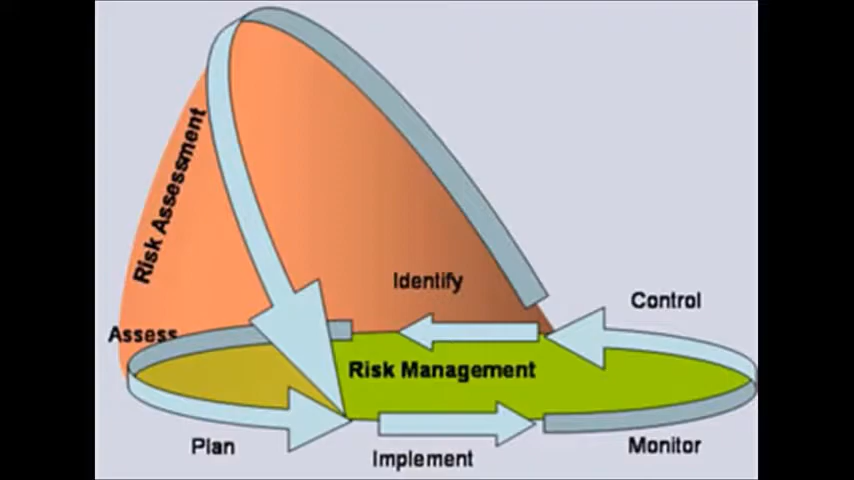 Risk Assessment
Identify
Control
Assess
Risk Management
Plan
Implement
Monitor